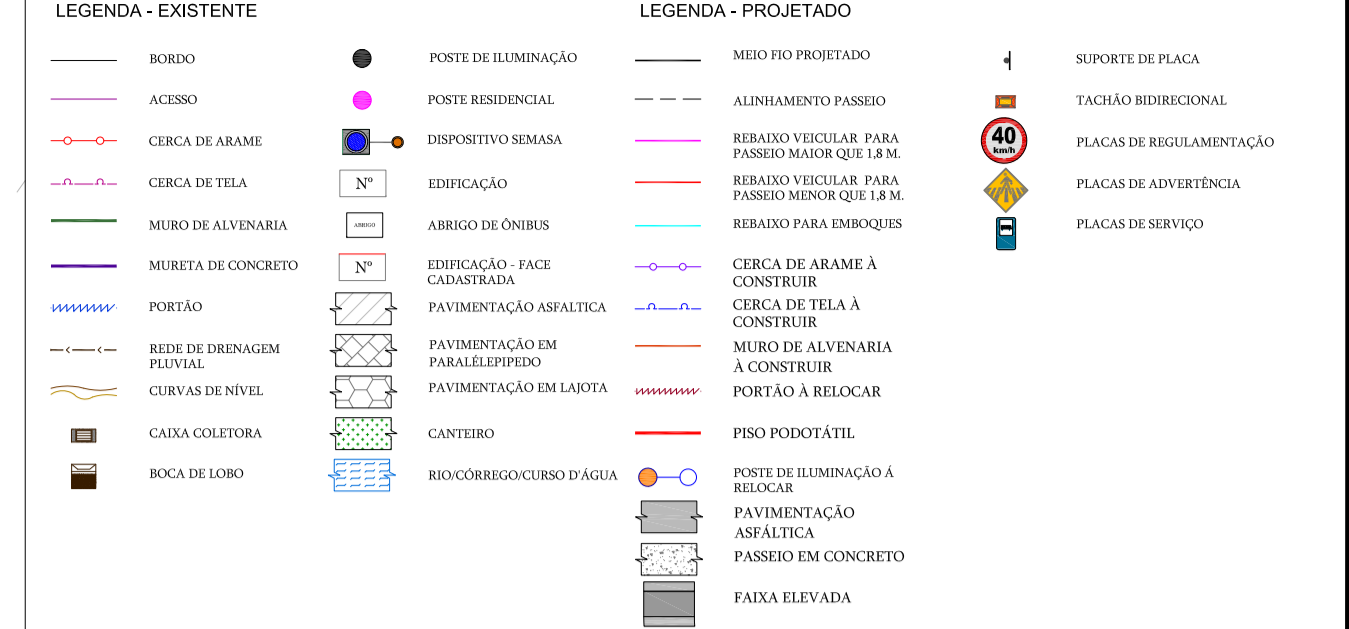 LEGENDA - EXISTENTE
BORDO
ACESSO
CERCA DE ARAME
CERCA DE TELA
MURO DE ALVENARIA
MURETA DE CONCRETO
PORTÃO
REDE DE DRENAGEM
PLUVIAL
CURVAS DE NÍVEL
CAIXA COLETORA
BOCA DE LOBO
POSTE DE ILUMINAÇÃO
POSTE RESIDENCIAL
DISPOSITIVO SEMASA
Nº
EDIFICAÇÃO
ABRIGO
ABRIGO DE ÔNIBUS
Nº
EDIFICAÇÃO - FACE
CADASTRADA
PAVIMENTAÇÃO ASFALTICA
PAVIMENTAÇÃO EM
PARALÉLEPIPEDO
PAVIMENTAÇÃO EM LAJOTA
CANTEIRO
RIO/CÓRREGO/CURSO D'ÁGUA
LEGENDA - PROJETADO
MEIO FIO PROJETADO
ALINHAMENTO PASSEIO
REBAIXO VEICULAR PARA
PASSEIO MAIOR QUE 1,8 M.
REBAIXO VEICULAR PARA
PASSEIO MENOR QUE 1,8 M.
REBAIXO PARA EMBOQUES
CERCA DE ARAME À
CONSTRUIR
CERCA DE TELA À
CONSTRUIR
MURO DE ALVENARIA
À CONSTRUIR
PORTÃO À RELOCAR
PISO PODOTÁTIL
POSTE DE ILUMINAÇÃO Á
RELOCAR
PAVIMENTAÇÃO
ASFÁLTICA
PASSEIO EM CONCRETO
FAIXA ELEVADA
SUPORTE DE PLACA
TACHÃO BIDIRECIONAL
40
km/h
PLACAS DE REGULAMENTAÇÃO
PLACAS DE ADVERTÊNCIA
PLACAS DE SERVIÇO